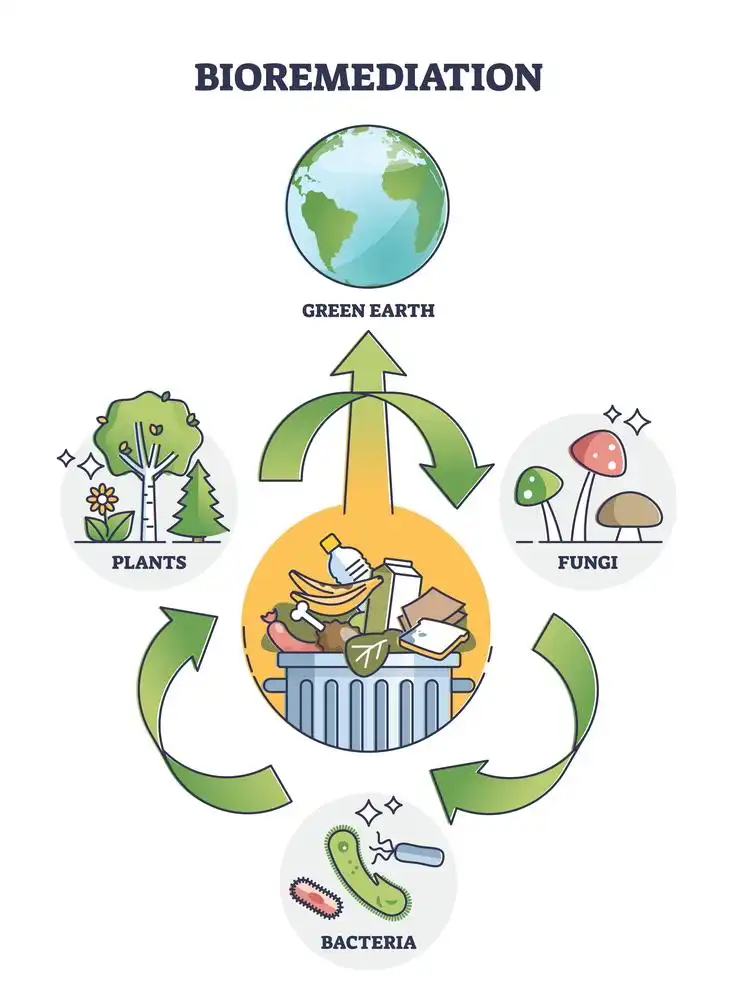 BIOREMEDIATION
GREEN EARTH
PLANTS
FUNGI
BACTERIA